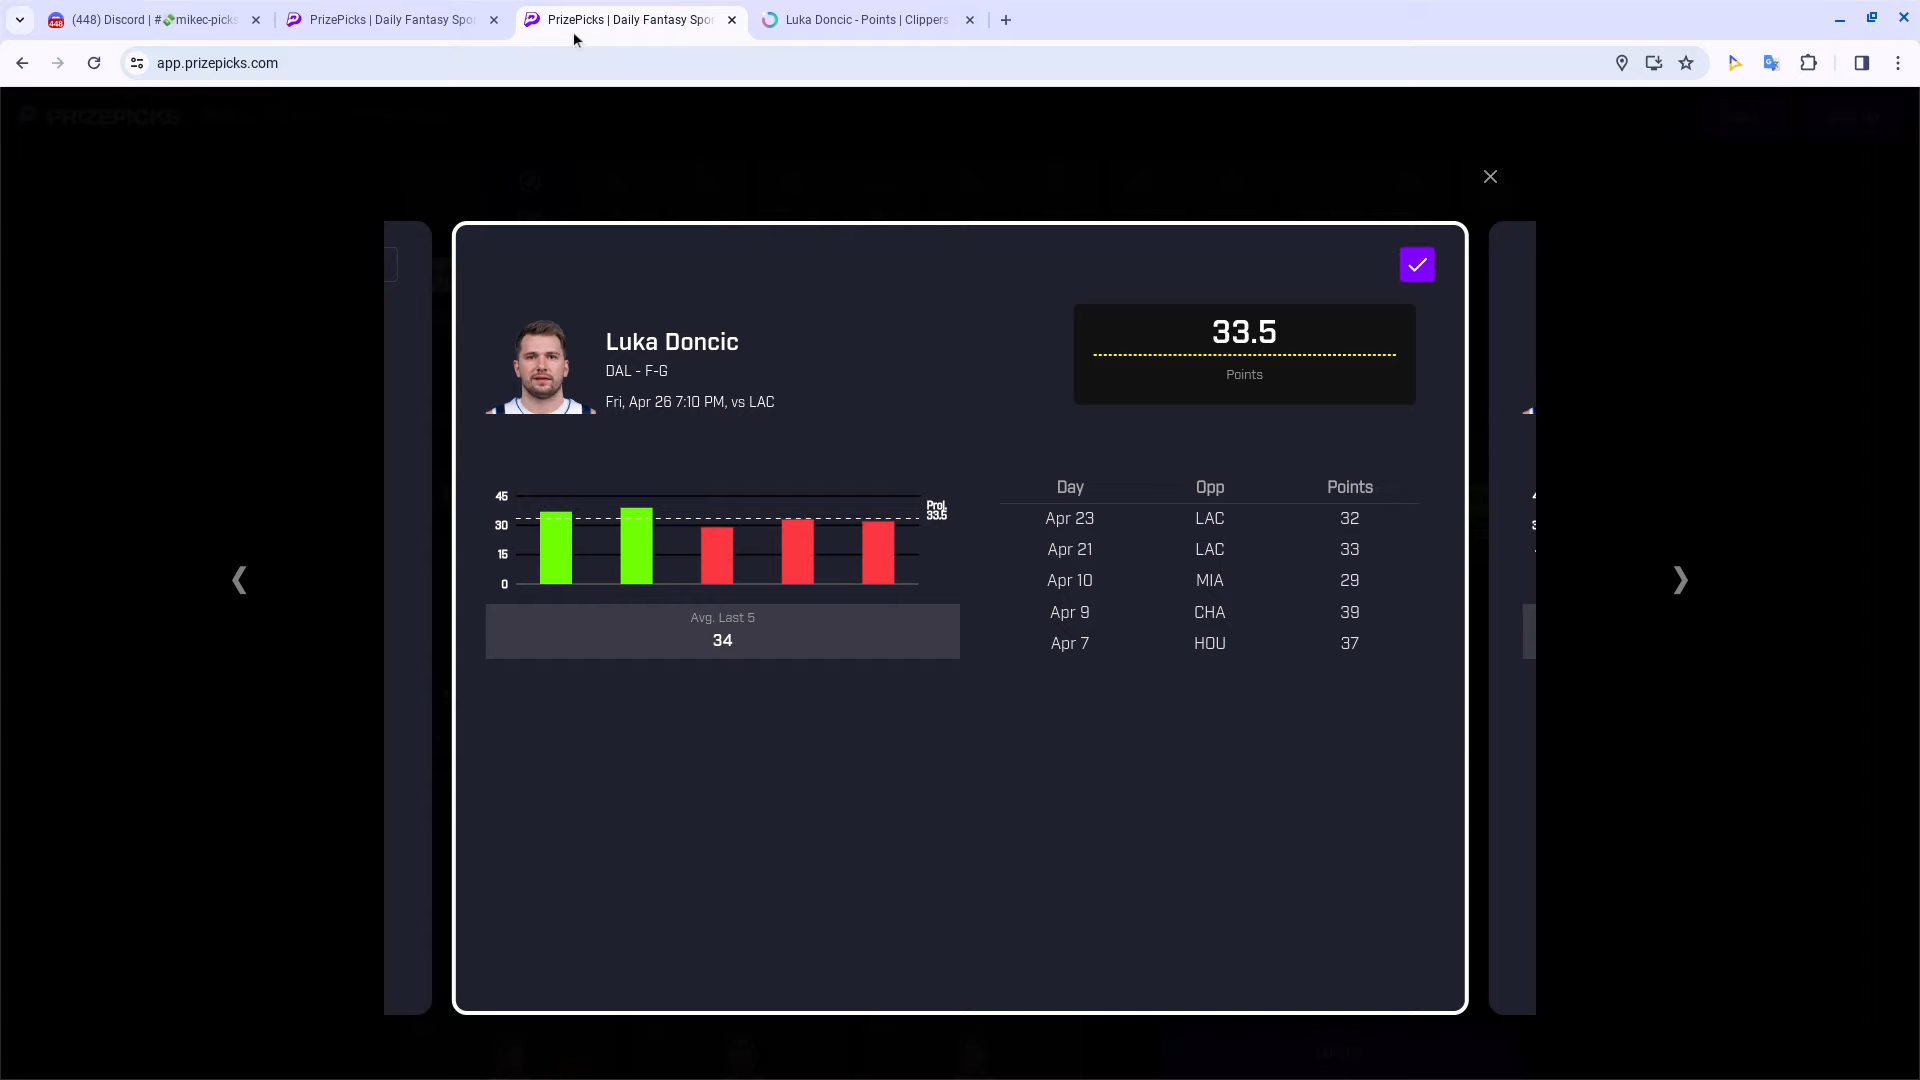 (448) Discord | #💸mikec-picks
PrizePicks | Daily Fantasy Spor
PrizePicks | Daily Fantasy Spor
Luka Doncic - Points | Clippers
app.prizepicks.com
PRIZEPICKS
33.5
Points
Luka Doncic
DAL - F-G
Fri, Apr 26 7:10 PM, vs LAC
45
30
15
0
Proj.
33.5
Avg. Last 5
34
Day Opp Points
Apr 23 LAC 32
Apr 21 LAC 33
Apr 10 MIA 29
Apr 9 CHA 39
Apr 7 HOU 37